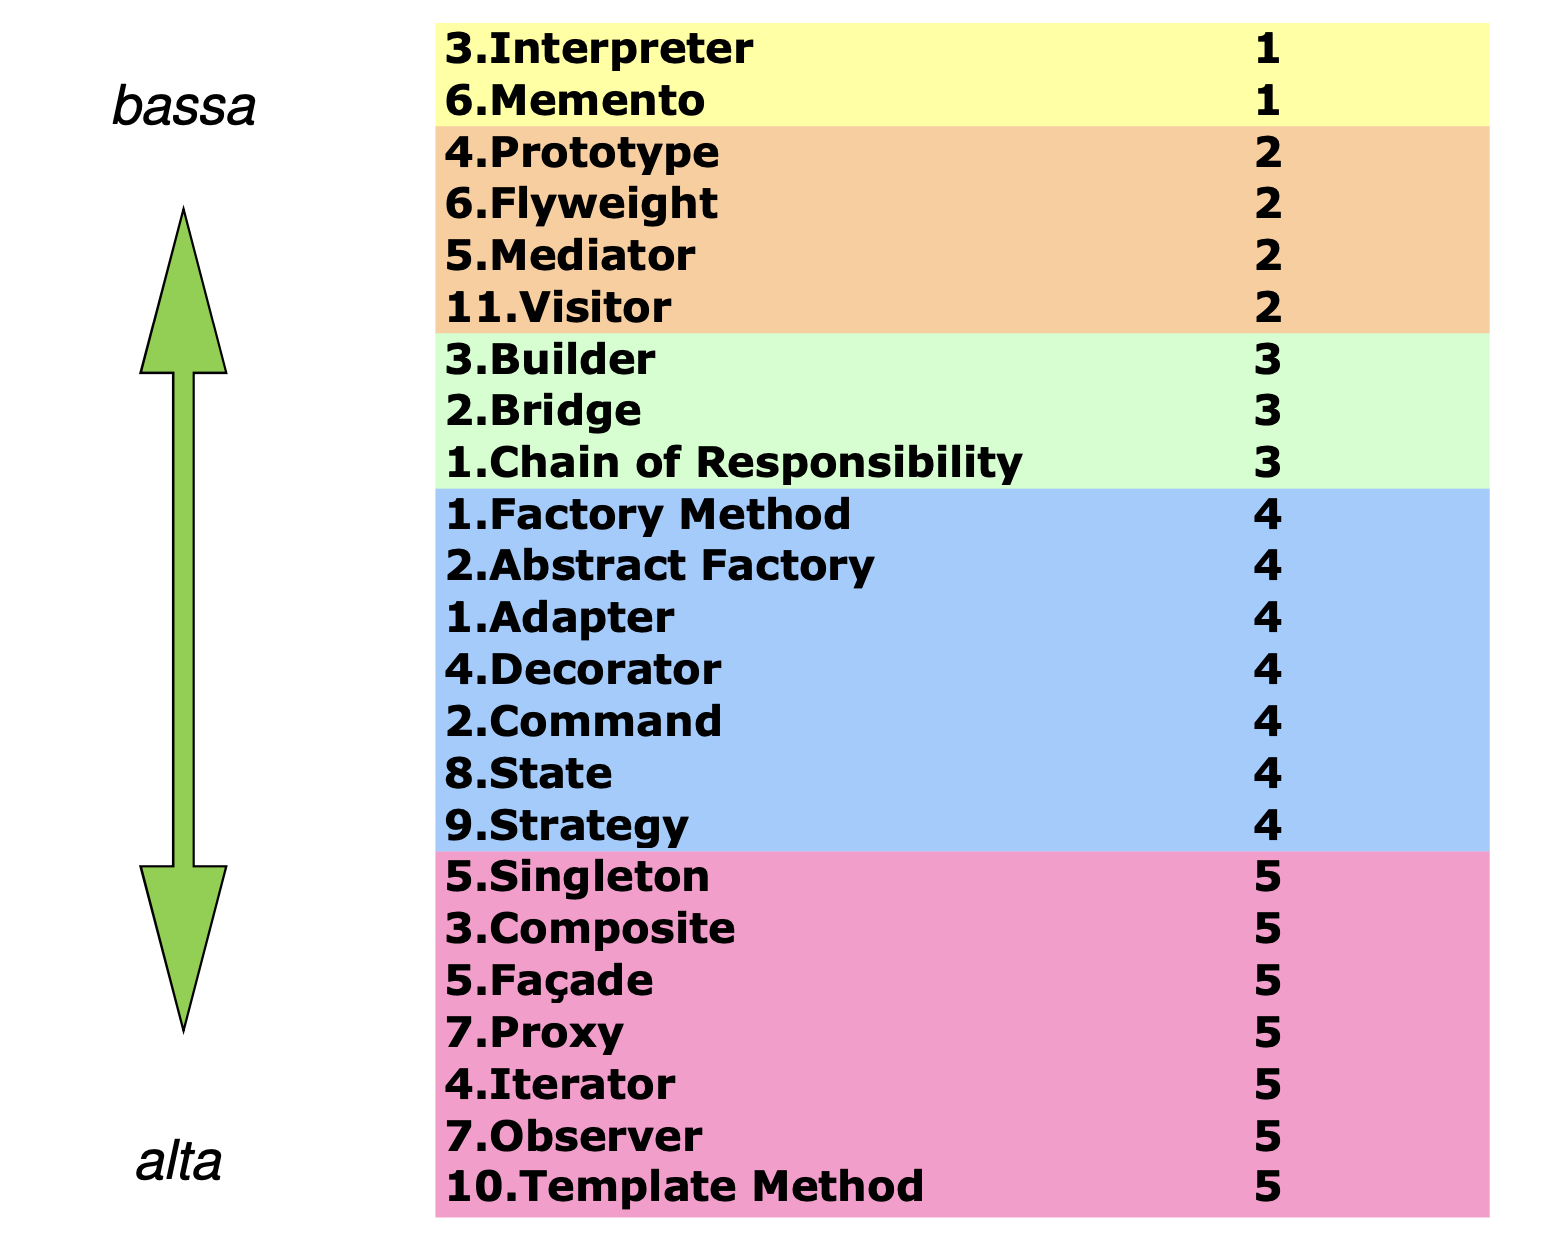 bassa
3.Interpreter 1
6.Memento 1
4.Prototype 2
6.Flyweight 2
5.Mediator 2
11.Visitor 2
3.Builder 3
2.Bridge 3
1.Chain of Responsibility 3
1.Factory Method 4
2.Abstract Factory 4
1.Adapter 4
4.Decorator 4
2.Command 4
8.State 4
9.Strategy 4
5.Singleton 5
3.Composite 5
5.Façade 5
7.Proxy 5
4.Iterator 5
7.Observer 5
10.Template Method 5
alta